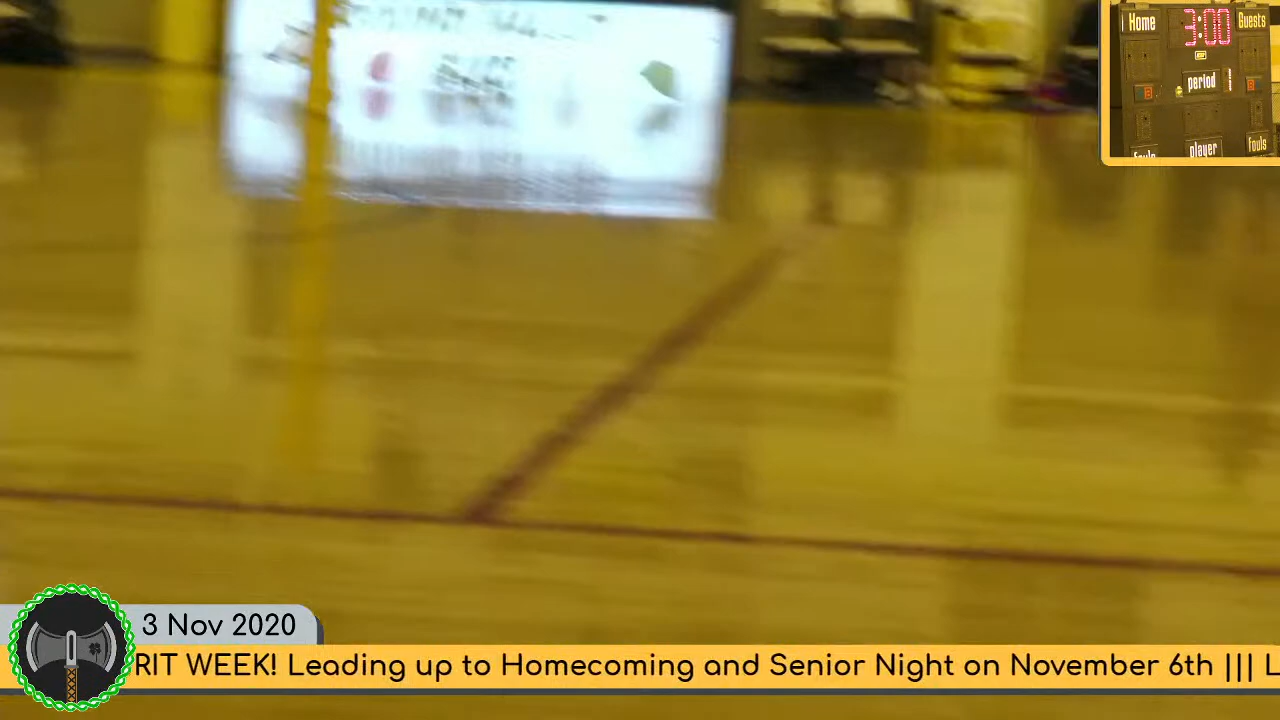 Home
3:00
Guests
period
Fouls
player
fouls
3 Nov 2020
RIT WEEK! Leading up to Homecoming and Senior Night on November 6th ||| L